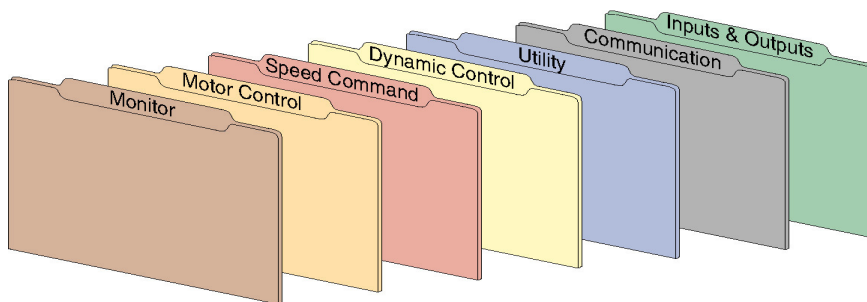 Monitor
Motor Control
Speed Command
Dynamic Control
Utility
Communication
Inputs & Outputs